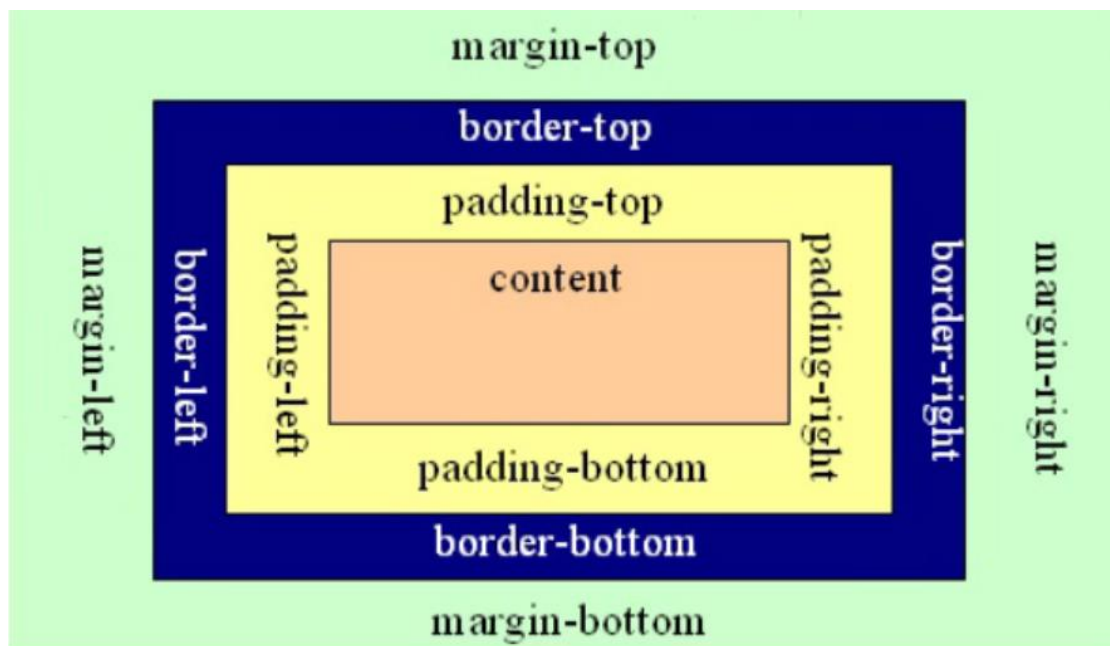 margin-top
border-top
padding-top
margin-left
border-left
padding-left
content
padding-right
border-right
margin-right
padding-bottom
border-bottom
margin-bottom